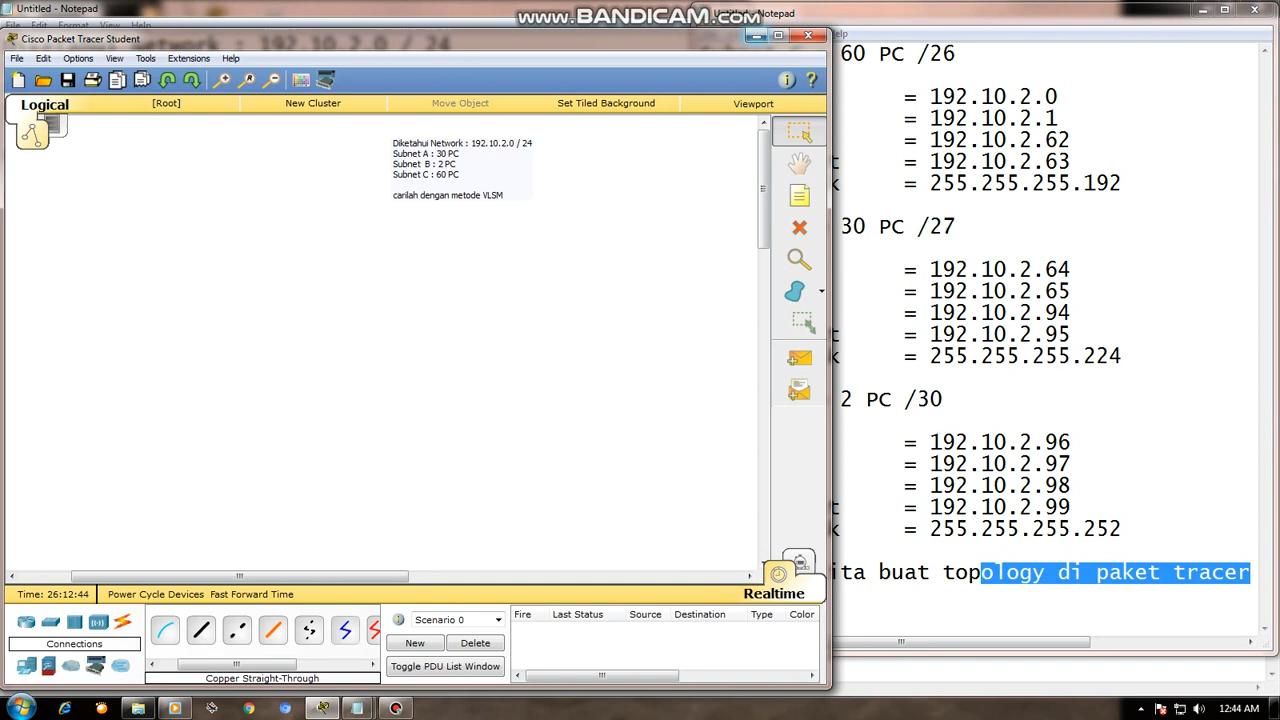 Untitled - Notepad
www.BANDICAM.com
Untitled - Notepad
File Edit Format View Help
Cisco Packet Tracer Student
File Edit Options View Tools Extensions Help
Logical
[Root]
New Cluster
Move Object
Set Tiled Background
Viewport
Diketahui Network : 192.10.2.0 / 24
Subnet A : 30 PC
Subnet B : 2 PC
Subnet C : 60 PC
carilah dengan metode VLSM
60 PC /26
= 192.10.2.0
= 192.10.2.1
= 192.10.2.62
= 192.10.2.63
= 255.255.255.192
30 PC /27
= 192.10.2.64
= 192.10.2.65
= 192.10.2.94
= 192.10.2.95
= 255.255.255.224
2 PC /30
= 192.10.2.96
= 192.10.2.97
= 192.10.2.98
= 192.10.2.99
= 255.255.255.252
ita buat topology di paket tracer
Realtime
Time: 26:12:44
Power Cycle Devices Fast Forward Time
Connections
Copper Straight-Through
Scenario 0
New
Delete
Toggle PDU List Window
Fire Last Status Source Destination Type Color
12:44 AM